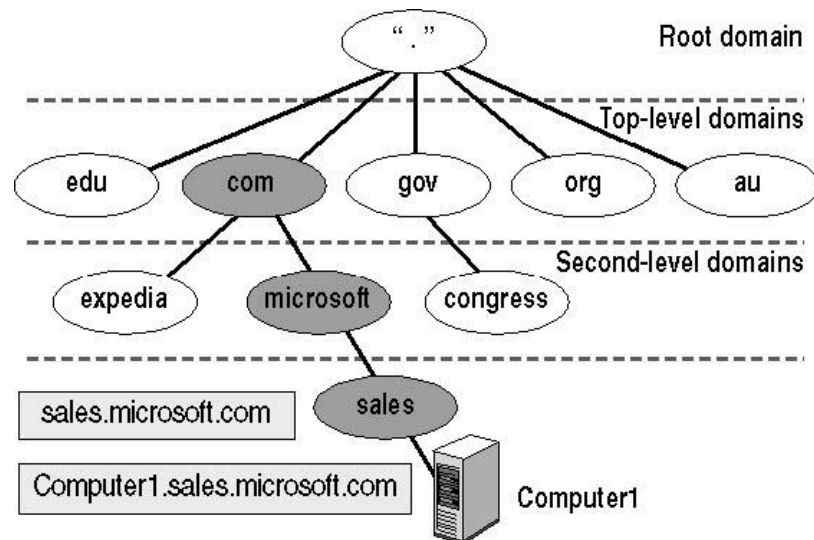 “.”
Root domain
Top-level domains
edu
com
gov
org
au
Second-level domains
expedia
microsoft
congress
sales.microsoft.com
sales
Computer1.sales.microsoft.com
Computer1